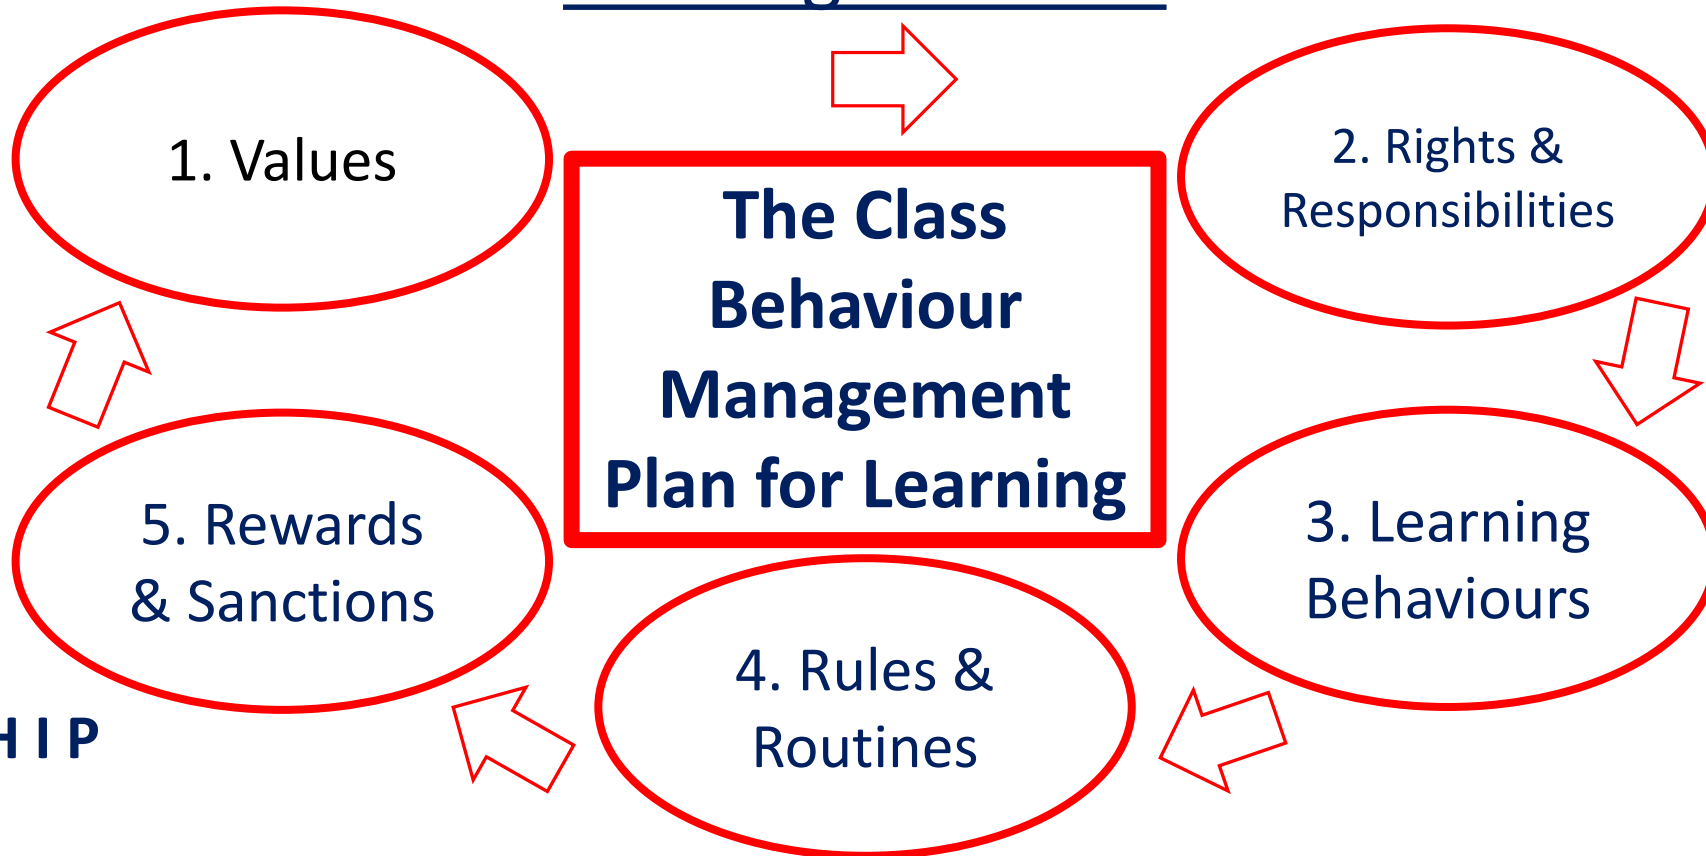 1. Values
2. Rights &
Responsibilities
The Class
Behaviour
Management
Plan for Learning
3. Learning
Behaviours
4. Rules &
Routines
5. Rewards
& Sanctions
H I P